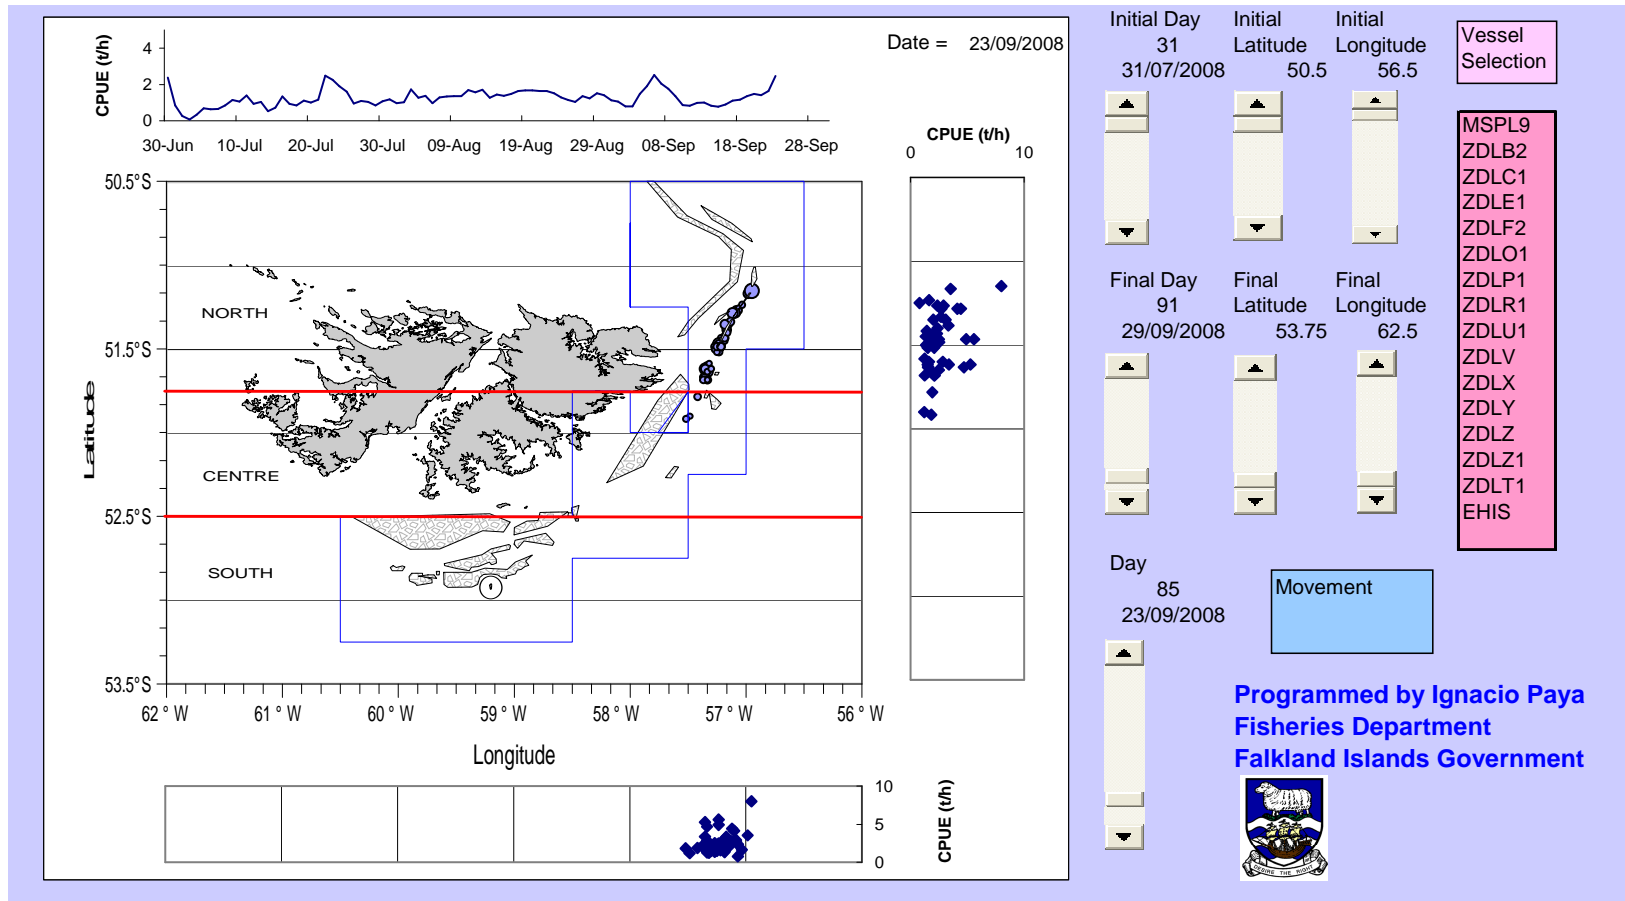 CPUE (t/h)
4
2
0
30-Jun 10-Jul 20-Jul 30-Jul 09-Aug 19-Aug 29-Aug 08-Sep 18-Sep 28-Sep
Date = 23/09/2008
CPUE (t/h)
0 10
Latitude
50.5°S
51.5°S
52.5°S
53.5°S
NORTH
CENTRE
SOUTH
62 ° W 61 ° W 60 ° W 59 ° W 58 ° W 57 ° W 56 ° W
Longitude
10
5
0
CPUE (t/h)
Initial Day
31
31/07/2008
Initial
Latitude
50.5
Initial
Longitude
56.5
Vessel
Selection
MSPL9
ZDLB2
ZDLC1
ZDLE1
ZDLF2
ZDLO1
ZDLP1
ZDLR1
ZDLU1
ZDLV
ZDLX
ZDLY
ZDLZ
ZDLZ1
ZDLT1
EHIS
Final Day
91
29/09/2008
Final
Latitude
53.75
Final
Longitude
62.5
Day
85
23/09/2008
Movement
Programmed by Ignacio Paya
Fisheries Department
Falkland Islands Government
DESIRE THE RIGHT